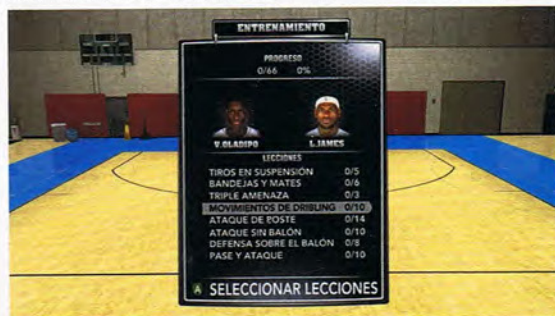 ENTRENAMIENTO
PROGRESO
0/66 0%
V.OLADIPO L.JAMES
LECCIONES
TIROS EN SUSPENSIÓN 0/5
BANDEJAS Y MATES 0/6
TRIPLE AMENAZA 0/3
MOVIMIENTOS DE DRIBLING 0/10
ATAQUE DE POSTE 0/14
ATAQUE SIN BALÓN 0/10
DEFENSA SOBRE EL BALÓN 0/8
PASE Y ATAQUE 0/10
A SELECCIONAR LECCIONES